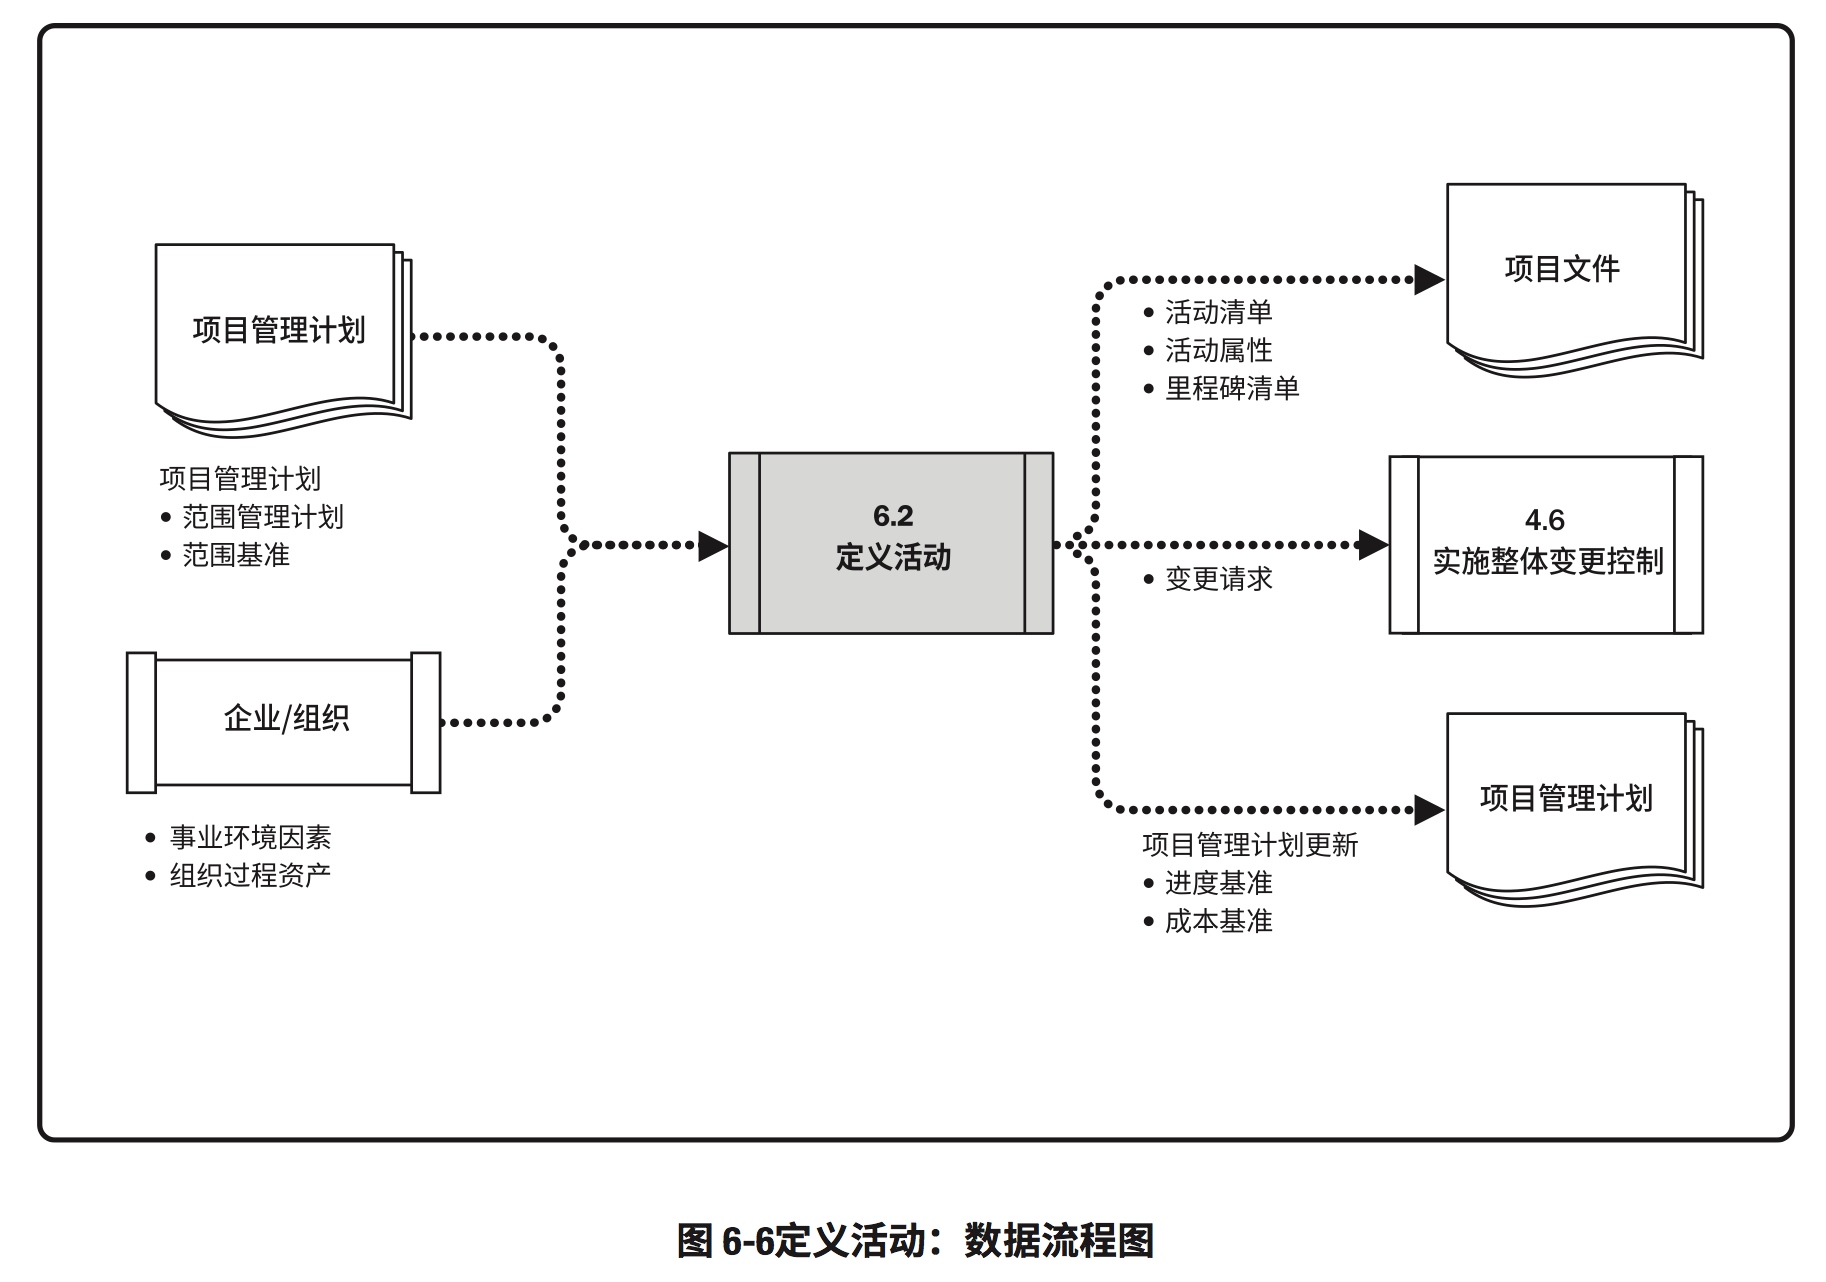 项目管理计划
项目管理计划
• 范围管理计划
• 范围基准
企业/组织
• 事业环境因素
• 组织过程资产
6.2
定义活动
• 活动清单
• 活动属性
• 里程碑清单
项目文件
• 变更请求
4.6
实施整体变更控制
项目管理计划更新
• 进度基准
• 成本基准
项目管理计划
图 6-6定义活动：数据流程图